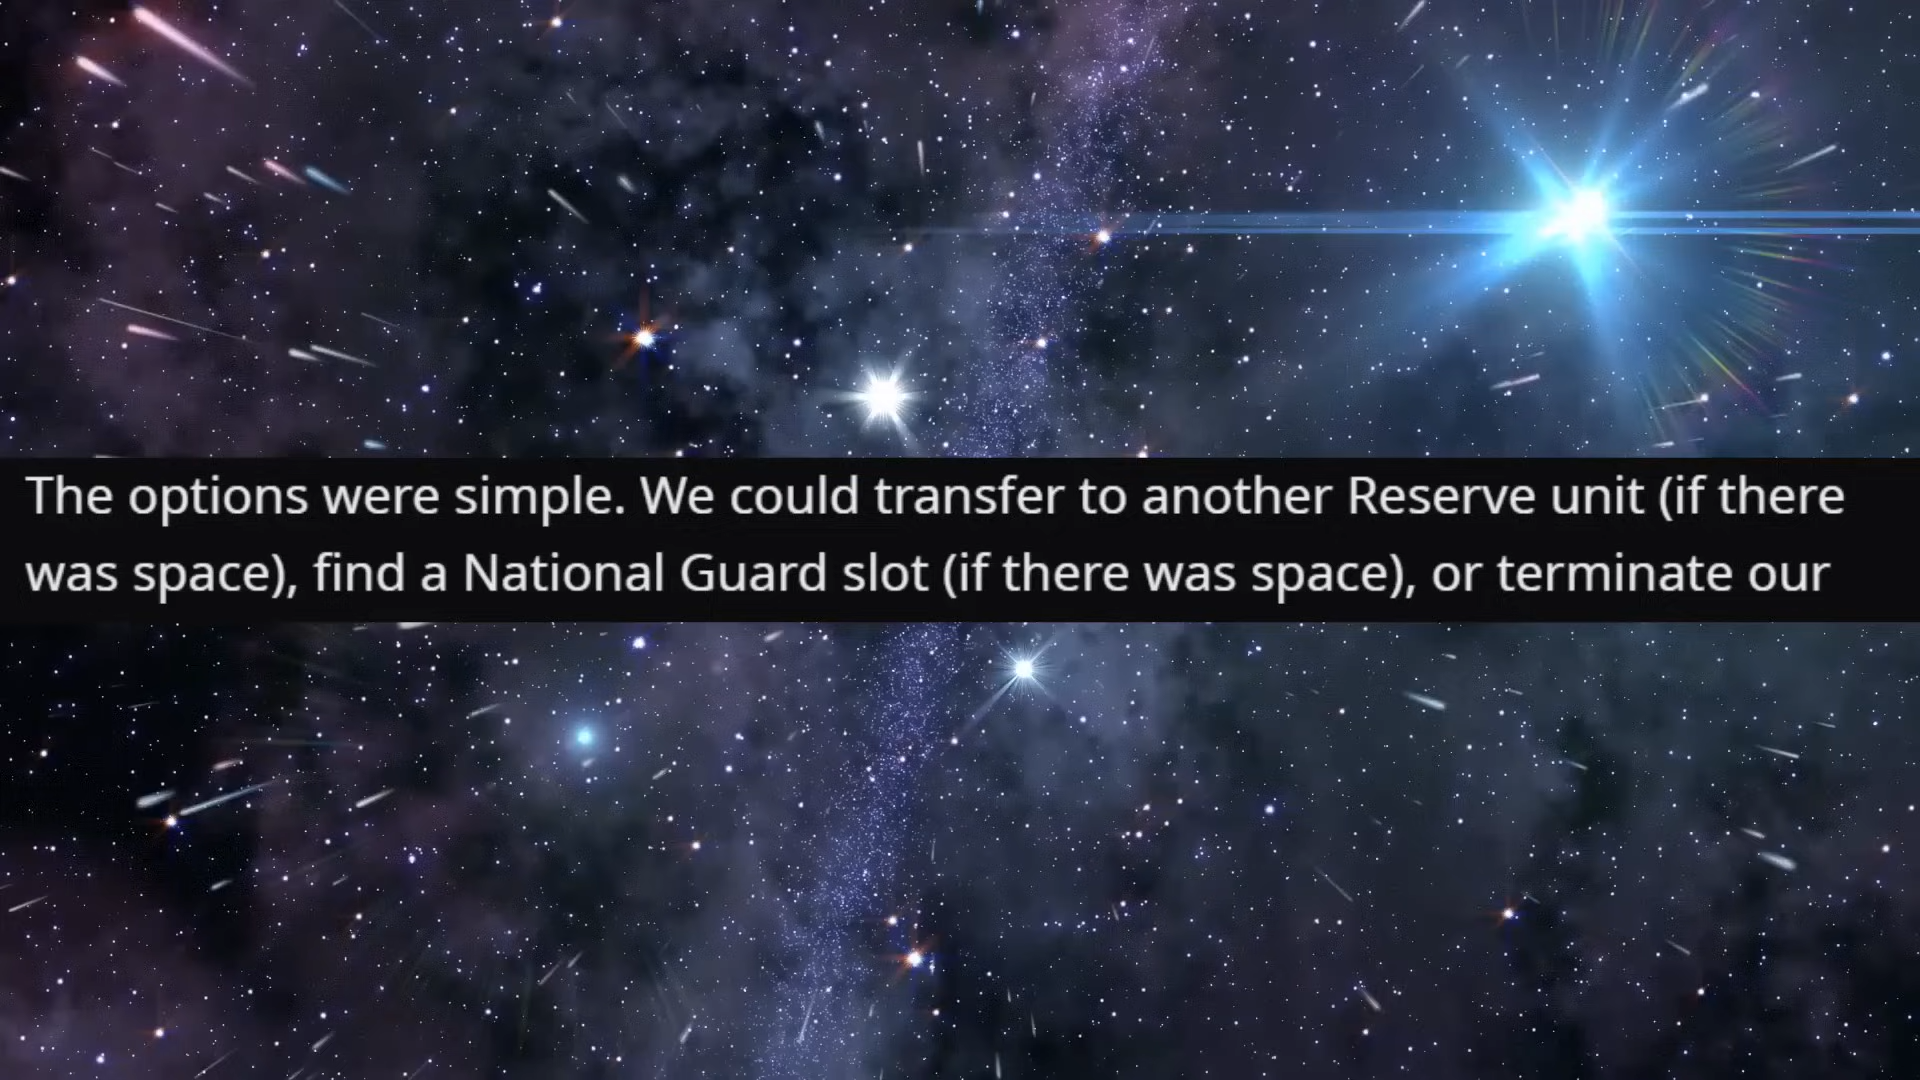 The options were simple. We could transfer to another Reserve unit (if there
was space), find a National Guard slot (if there was space), or terminate our